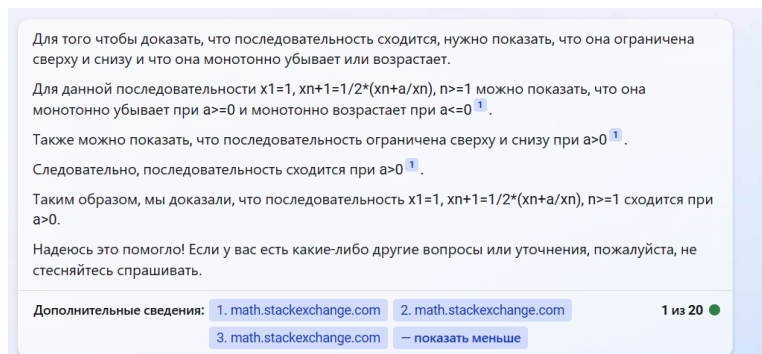 Для того чтобы доказать, что последовательность сходится, нужно показать, что она ограничена
сверху и снизу и что она монотонно убывает или возрастает.
Для данной последовательности x1=1, xn+1=1/2*(xn+a/xn), n>=1 можно показать, что она
монотонно убывает при a>=0 и монотонно возрастает при a<=0 1 .
Также можно показать, что последовательность ограничена сверху и снизу при a>0 1 .
Следовательно, последовательность сходится при a>0 1 .
Таким образом, мы доказали, что последовательность x1=1, xn+1=1/2*(xn+a/xn), n>=1 сходится при
a>0.
Надеюсь это помогло! Если у вас есть какие-либо другие вопросы или уточнения, пожалуйста, не
стесняйтесь спрашивать.
Дополнительные сведения: 1. math.stackexchange.com 2. math.stackexchange.com 1 из 20
3. math.stackexchange.com — показать меньше